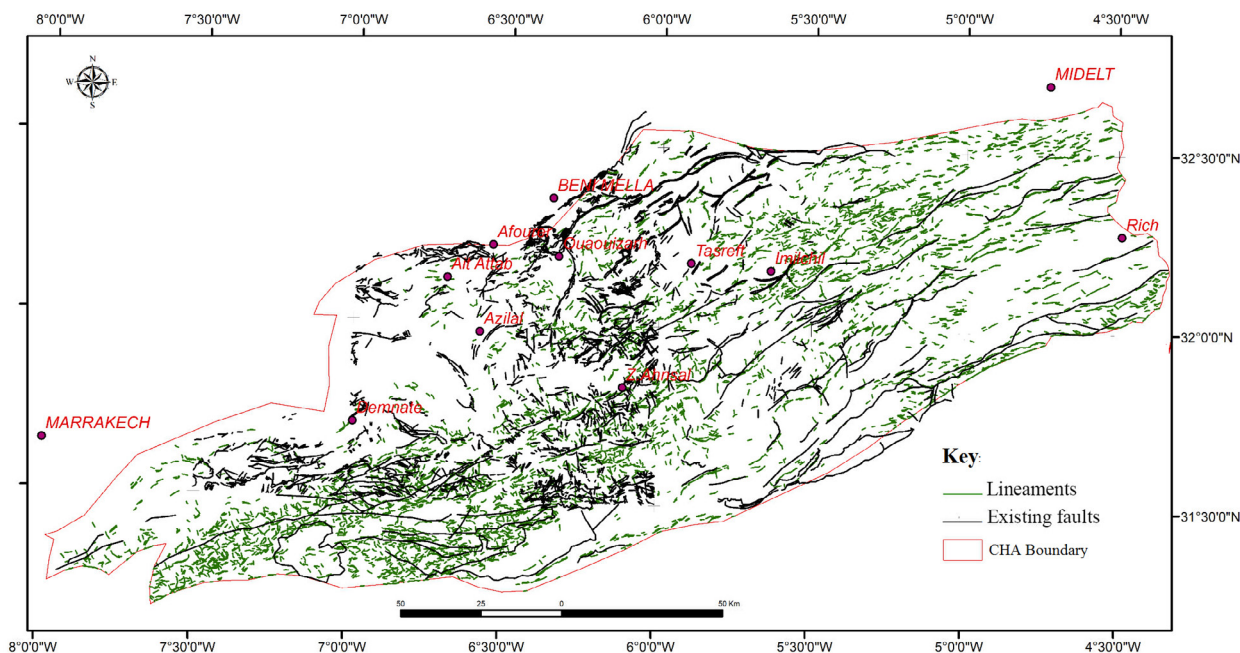 8°0'0"W 7°30'0"W 7°0'0"W 6°30'0"W 6°0'0"W 5°30'0"W 5°0'0"W 4°30'0"W
N
W E
S
MIDELT
32°30'0"N
BENI MELLA
Rich
Afourer
Ouaouizarh
Tasreft
Ait Attab
Imilchil
Azilal
32°0'0"N
Z Ahnsal
Demnate
MARRAKECH
Key:
Lineaments
Existing faults
31°30'0"N
CHA Boundary
50 25 0 50 Km
8°0'0"W 7°30'0"W 7°0'0"W 6°30'0"W 6°0'0"W 5°30'0"W 5°0'0"W 4°30'0"W